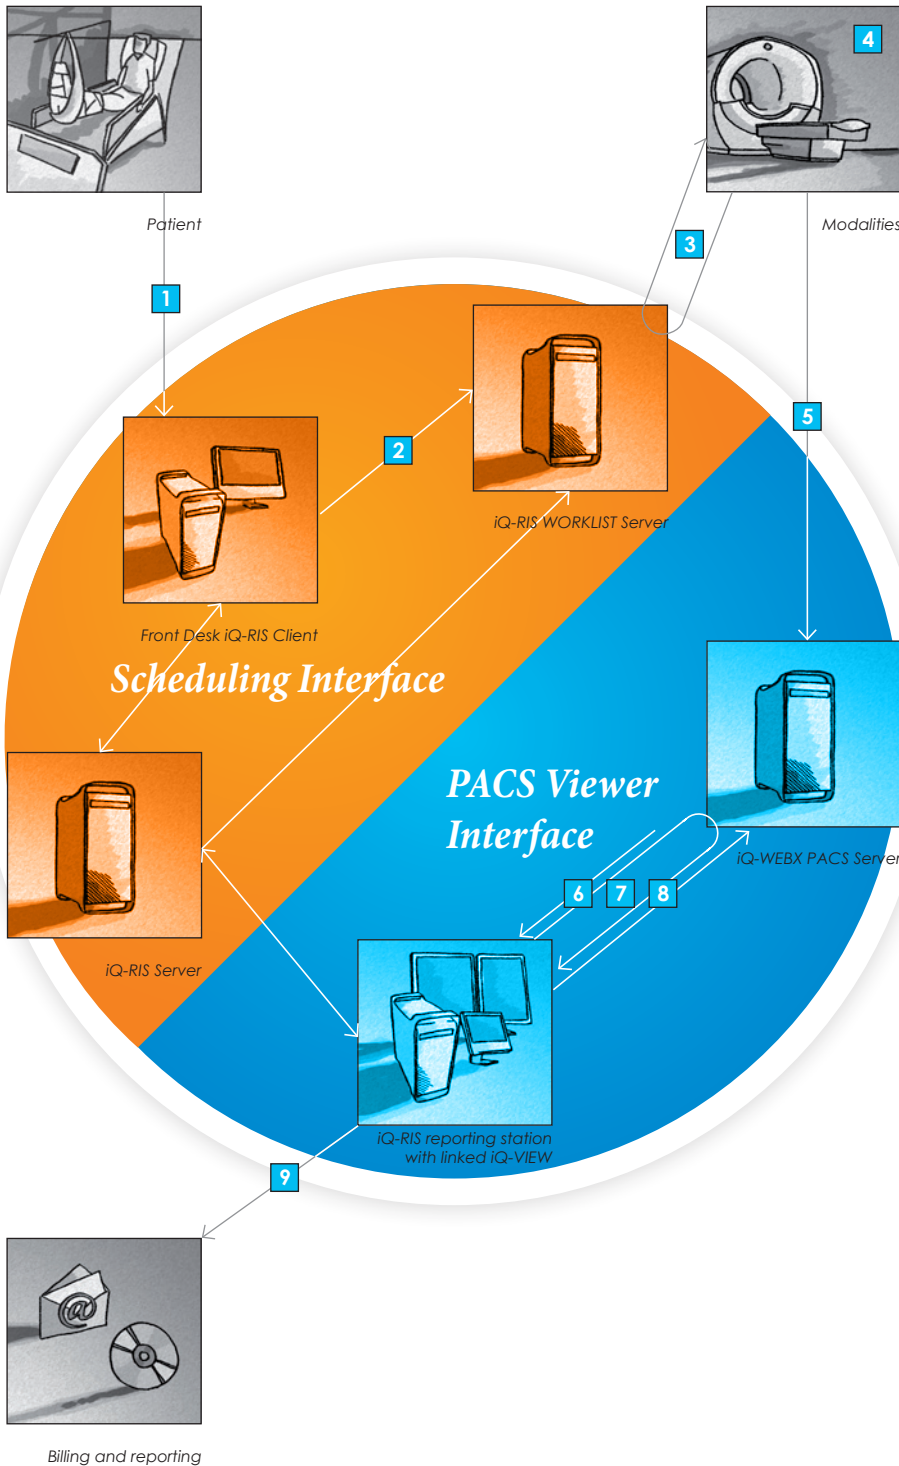 4
Patient
Modalities
3
1
5
2
iQ-RIS WORKLIST Server
Front Desk iQ-RIS Client
Scheduling Interface
PACS Viewer
Interface
iQ-WEBX PACS Server
6
7
8
iQ-RIS Server
iQ-RIS reporting station
with linked iQ-VIEW
9
@
Billing and reporting